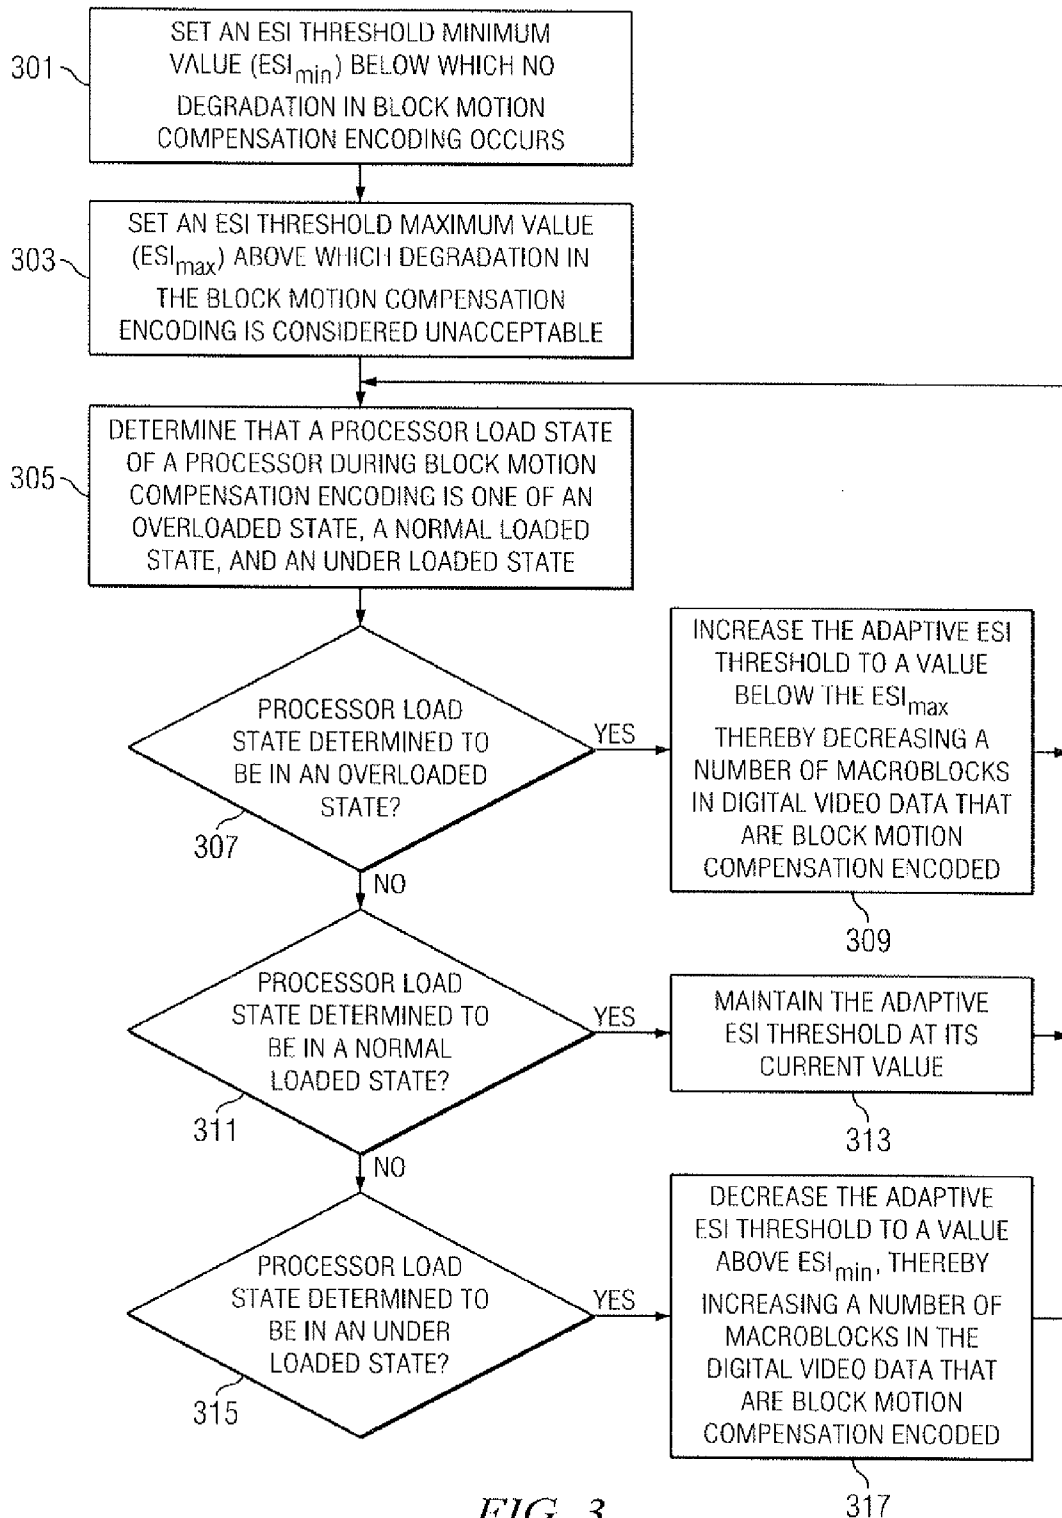 SET AN ESI THRESHOLD MINIMUM
VALUE (ESImin) BELOW WHICH NO
DEGRADATION IN BLOCK MOTION
COMPENSATION ENCODING OCCURS
301
SET AN ESI THRESHOLD MAXIMUM VALUE
(ESImax) ABOVE WHICH DEGRADATION IN
THE BLOCK MOTION COMPENSATION
ENCODING IS CONSIDERED UNACCEPTABLE
303
DETERMINE THAT A PROCESSOR LOAD STATE
OF A PROCESSOR DURING BLOCK MOTION
COMPENSATION ENCODING IS ONE OF AN
OVERLOADED STATE, A NORMAL LOADED
STATE, AND AN UNDER LOADED STATE
305
PROCESSOR LOAD
STATE DETERMINED TO
BE IN AN OVERLOADED
STATE?
307
YES
NO
INCREASE THE ADAPTIVE ESI
THRESHOLD TO A VALUE
BELOW THE ESImax
THEREBY DECREASING A
NUMBER OF MACROBLOCKS
IN DIGITAL VIDEO DATA THAT
ARE BLOCK MOTION
COMPENSATION ENCODED
309
PROCESSOR LOAD
STATE DETERMINED TO
BE IN A NORMAL
LOADED STATE?
311
YES
NO
MAINTAIN THE ADAPTIVE
ESI THRESHOLD AT ITS
CURRENT VALUE
313
PROCESSOR LOAD
STATE DETERMINED TO
BE IN AN UNDER
LOADED STATE?
315
YES
DECREASE THE ADAPTIVE
ESI THRESHOLD TO A VALUE
ABOVE ESImin, THEREBY
INCREASING A NUMBER OF
MACROBLOCKS IN THE
DIGITAL VIDEO DATA THAT
ARE BLOCK MOTION
COMPENSATION ENCODED
317
FIG. 3